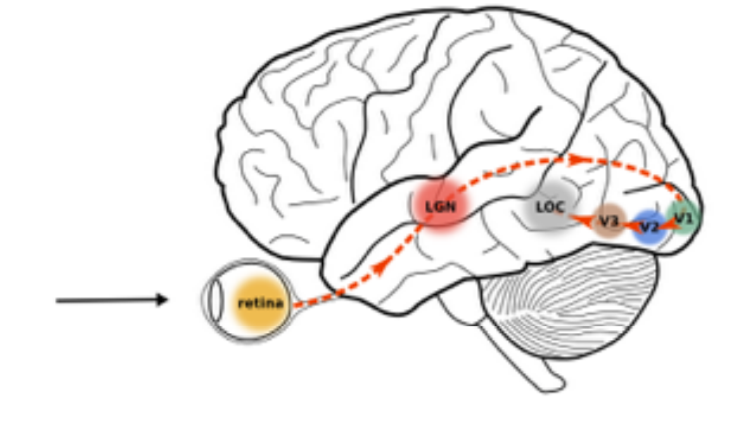 retina
LGN
LOC
V3
V2
V1